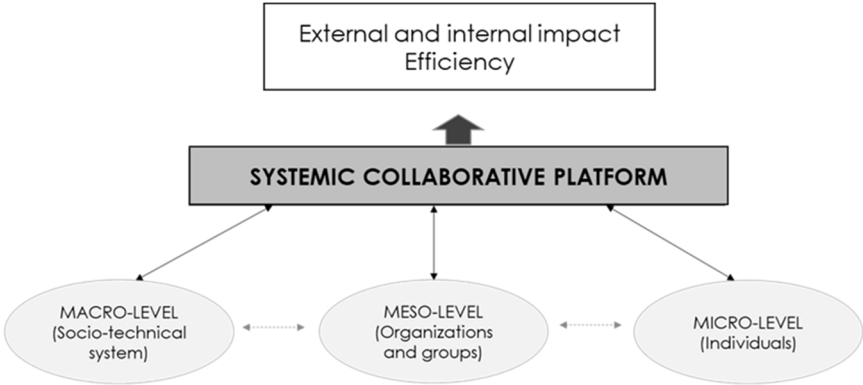 External and internal impact
Efficiency
SYSTEMIC COLLABORATIVE PLATFORM
MACRO-LEVEL
(Socio-technical
system)
MESO-LEVEL
(Organizations
and groups)
MICRO-LEVEL
(Individuals)